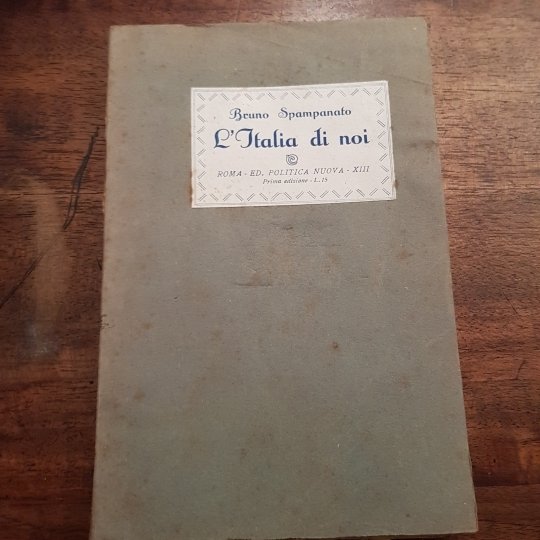 Bruno Spampanato
L'Italia di noi
ROMA - ED. POLITICA NUOVA - XIII
Prima edizione - L. 15